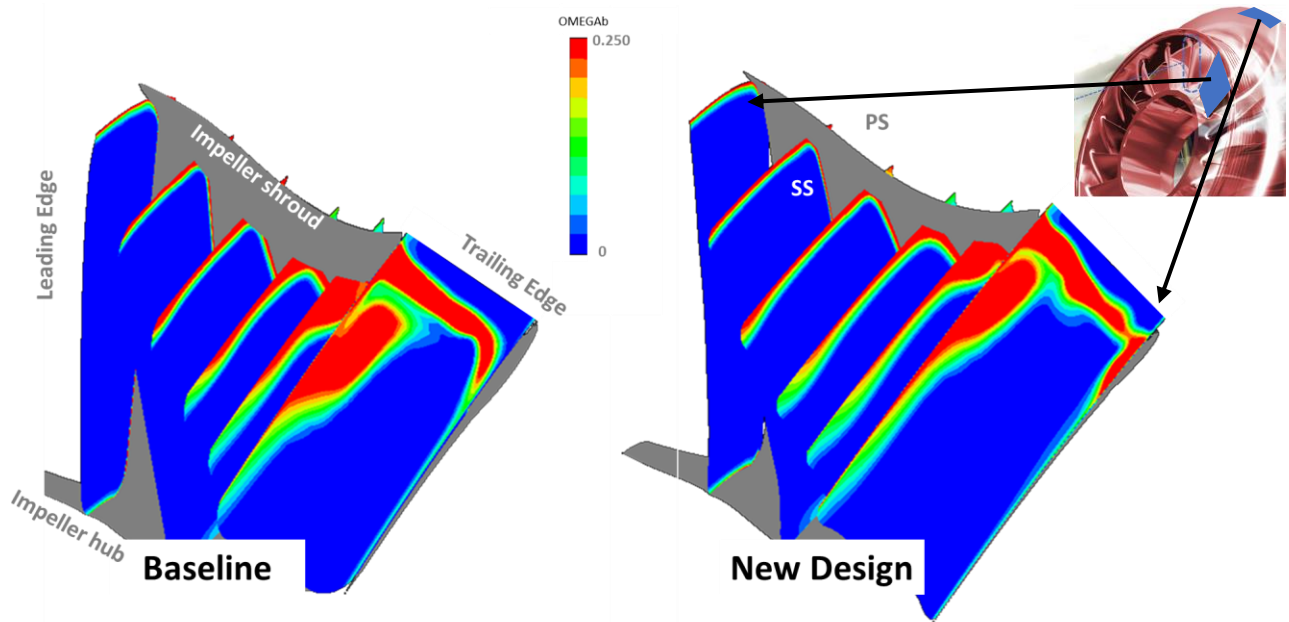 OMEGAb
0.250
0
Leading Edge
Impeller shroud
Trailing Edge
Impeller hub
Baseline
PS
SS
New Design